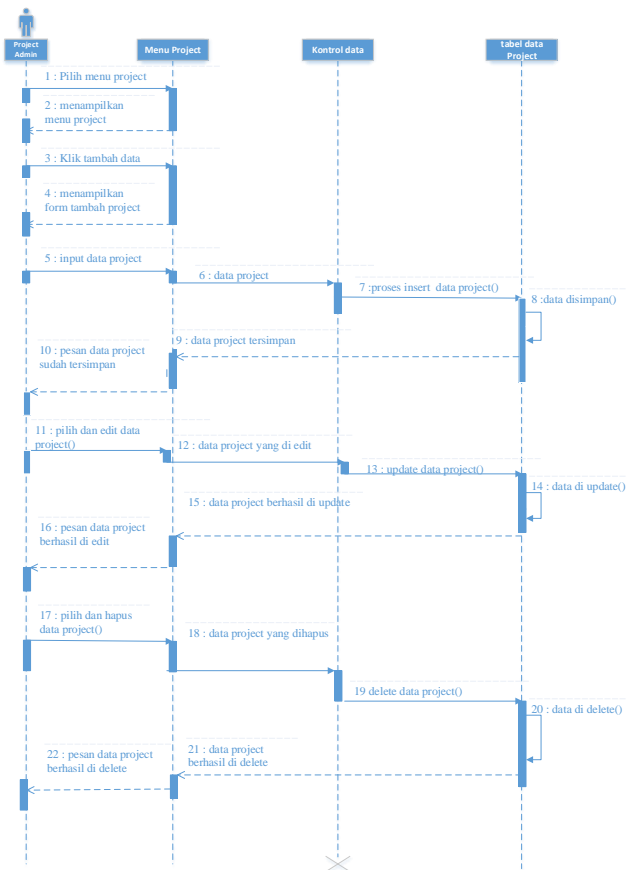 Project
Admin
Menu Project
Kontrol data
tabel data
Project
1 : Pilih menu project
2 : menampilkan
menu project
3 : Klik tambah data
4 : menampilkan
form tambah project
5 : input data project
6 : data project
7 :proses insert data project()
8 :data disimpan()
9 : data project tersimpan
10 : pesan data project
sudah tersimpan
11 : pilih dan edit data
project()
12 : data project yang di edit
13 : update data project()
14 : data di update()
15 : data project berhasil di update
16 : pesan data project
berhasil di edit
17 : pilih dan hapus
data project()
18 : data project yang dihapus
19 delete data project()
20 : data di delete()
21 : data project
berhasil di delete
22 : pesan data project
berhasil di delete